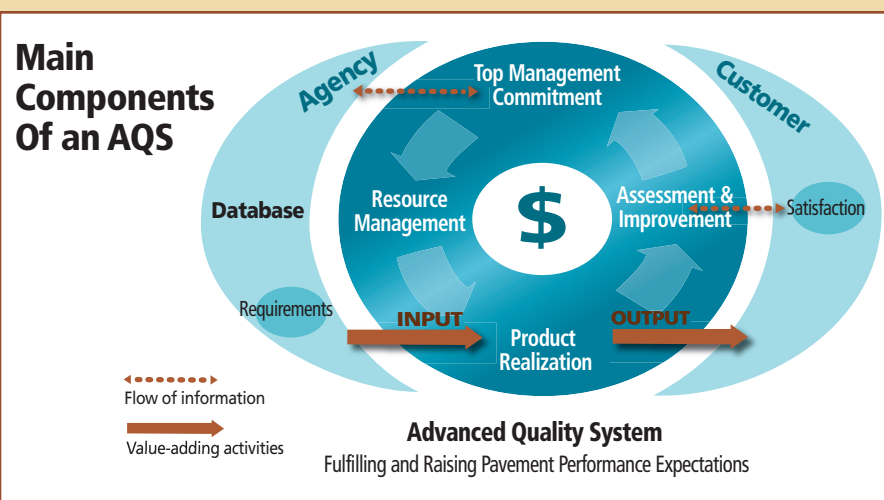 Main
Components
Of an AQS
Agency
Customer
Top Management
Commitment
Database
Resource
Management
$
Assessment &
Improvement
Satisfaction
Requirements
INPUT
OUTPUT
Product
Realization
Flow of information
Value-adding activities
Advanced Quality System
Fulfilling and Raising Pavement Performance Expectations